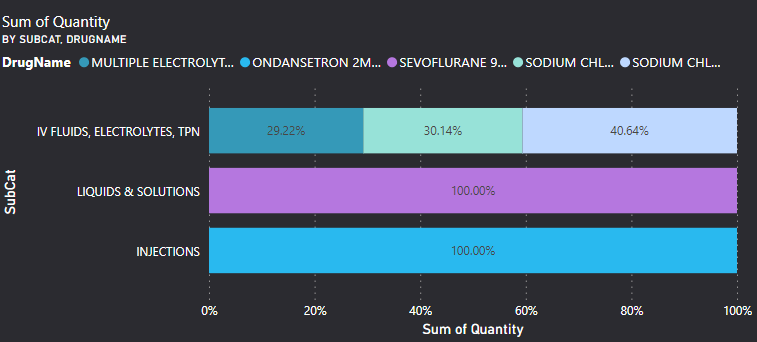 Sum of Quantity
BY SUBCAT, DRUGNAME
DrugName MULTIPLE ELECTROLYT... ONDANSETRON 2M... SEVOFLURANE 9... SODIUM CHL... SODIUM CHL...
IV FLUIDS, ELECTROLYTES, TPN 29.22% 30.14% 40.64%
SubCat
LIQUIDS & SOLUTIONS 100.00%
INJECTIONS 100.00%
0% 20% 40% 60% 80% 100%
Sum of Quantity